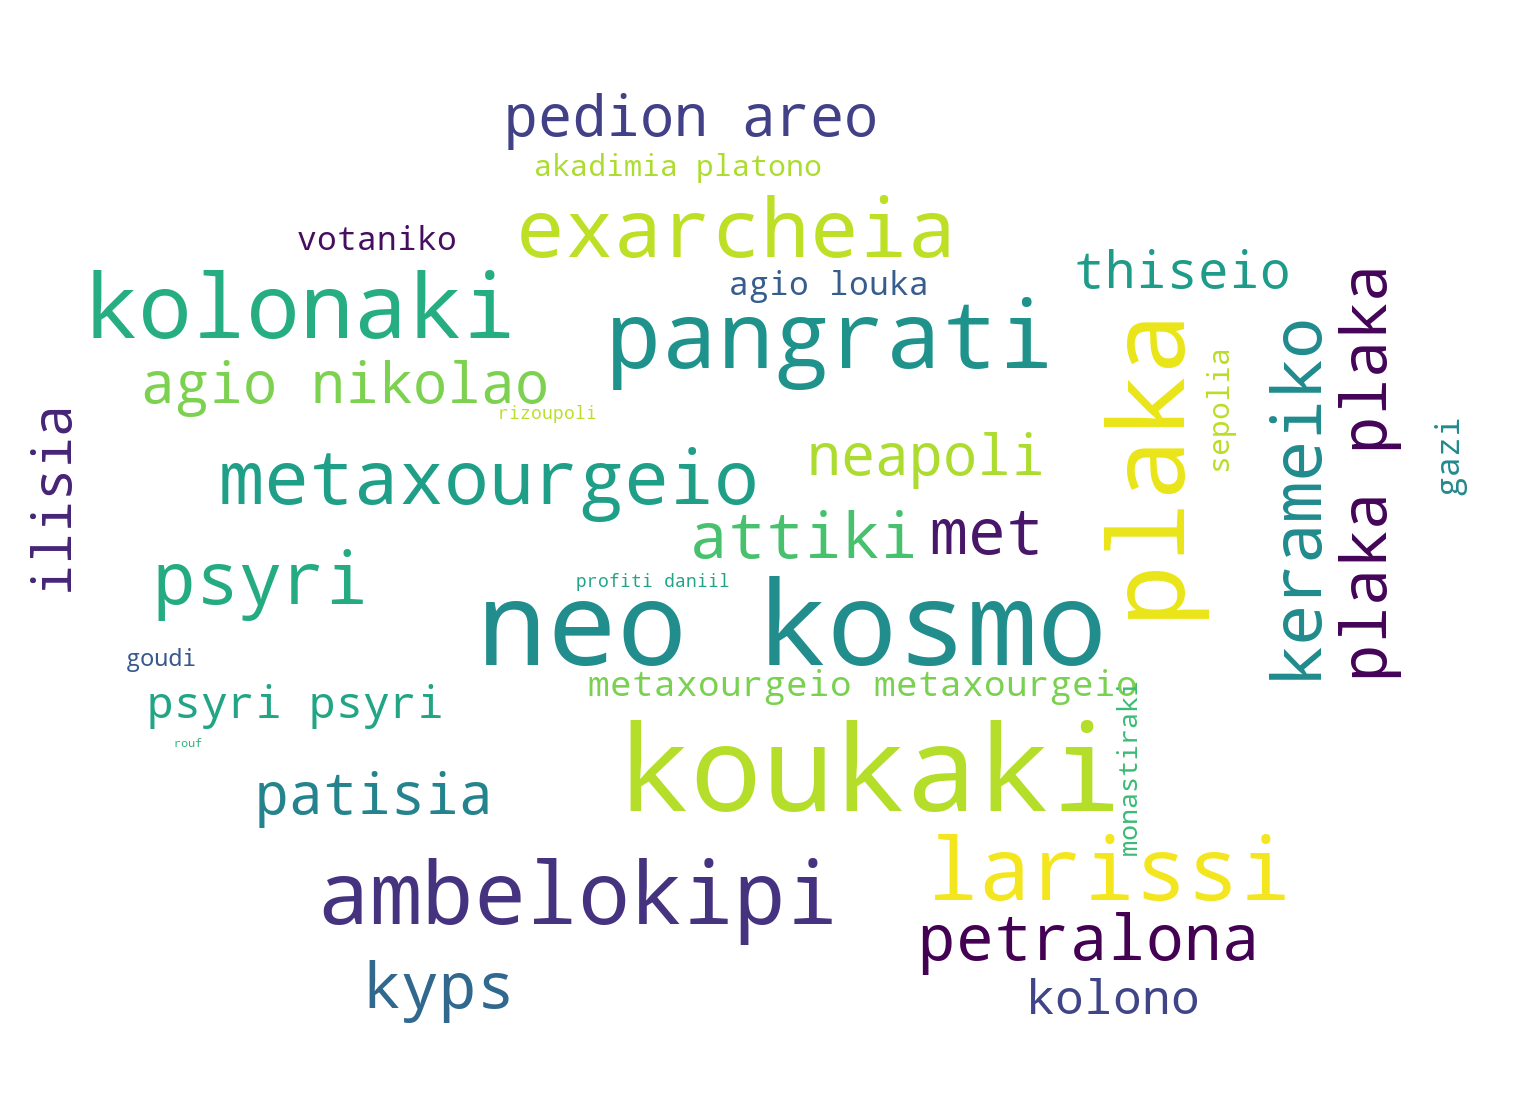 pedion areo
akadimia platono
exarcheia
votaniko
kolonaki
agio louka
thiseio
pangrati
agio nikolao
rizoupoli
plaka
sepolia
kerameiko
plaka plaka
gazi
ilisia
metaxourgeio
neapoli
attiki
met
psyri
profiti daniil
neo kosmo
goudi
metaxourgeio metaxourgeio
psyri psyri
rouf
koukaki
monastiraki
patisia
larissi
ambelokipi
petralona
kyps
kolono